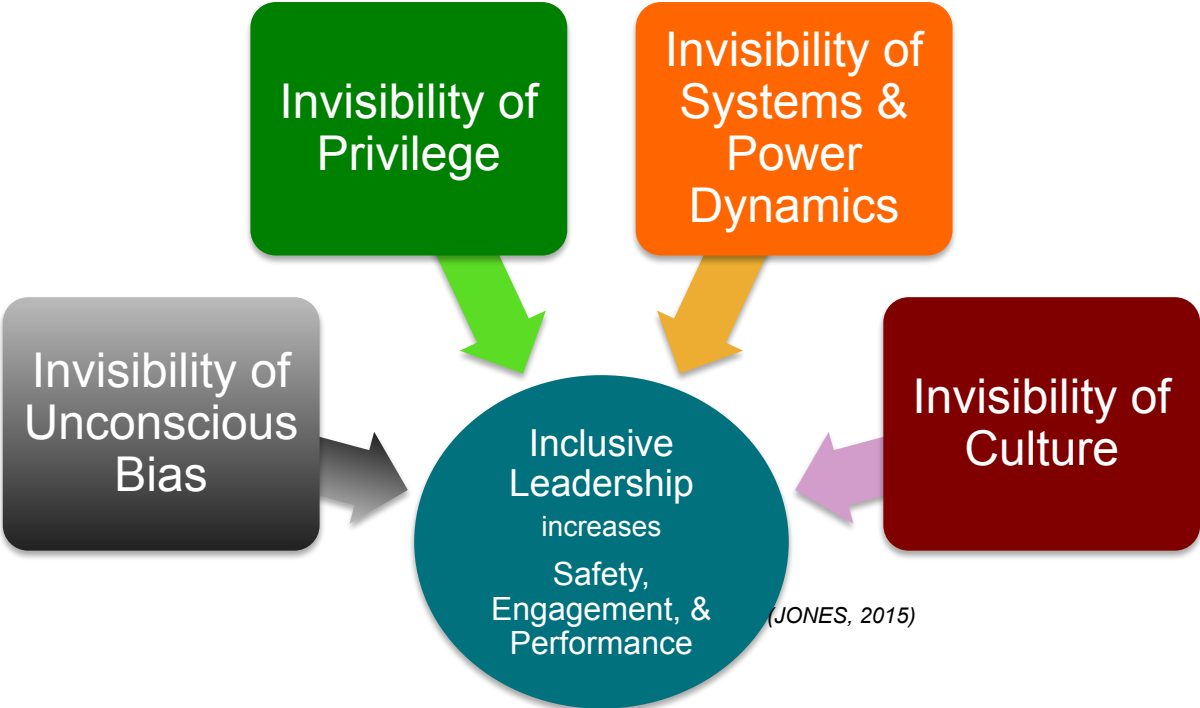 Invisibility of
Privilege
Invisibility of
Systems &
Power
Dynamics
Invisibility of
Unconscious
Bias
Invisibility of
Culture
Inclusive
Leadership
increases
Safety,
Engagement, &
Performance
(JONES, 2015)